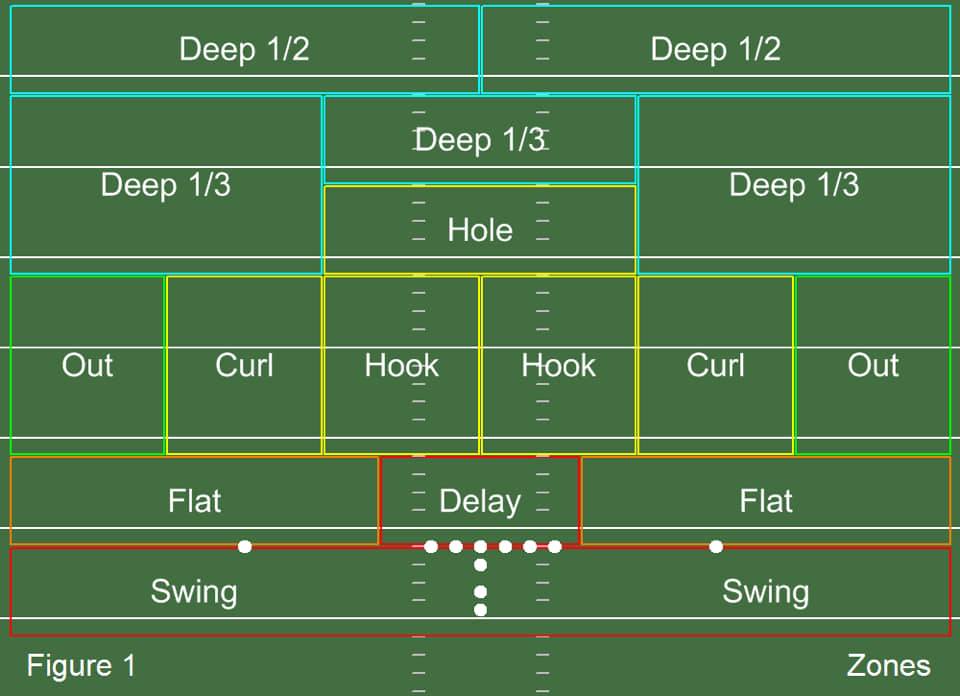 Deep 1/2 Deep 1/2
Deep 1/3
Deep 1/3 Deep 1/3
Hole
Out Curl Hook Hook Curl Out
Flat Delay Flat
Swing Swing
Figure 1 Zones